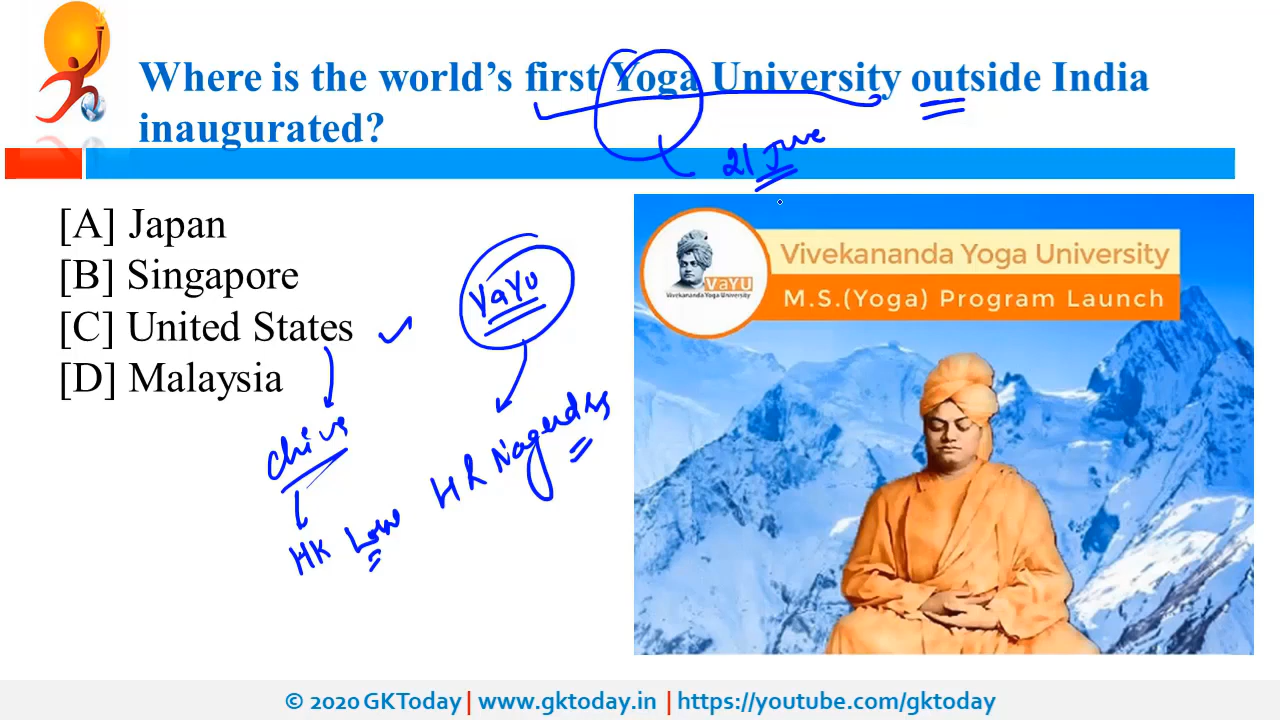 Where is the world's first Yoga University outside India
inaugurated?
21 June
[A] Japan
[B] Singapore
[C] United States
[D] Malaysia
VaYU
HR Nagendra
HK
Vivekananda Yoga University
M.S.(Yoga) Program Launch
VaYU
Vivekananda Yoga University
© 2020 GKToday | www.gktoday.in | https://youtube.com/gktoday